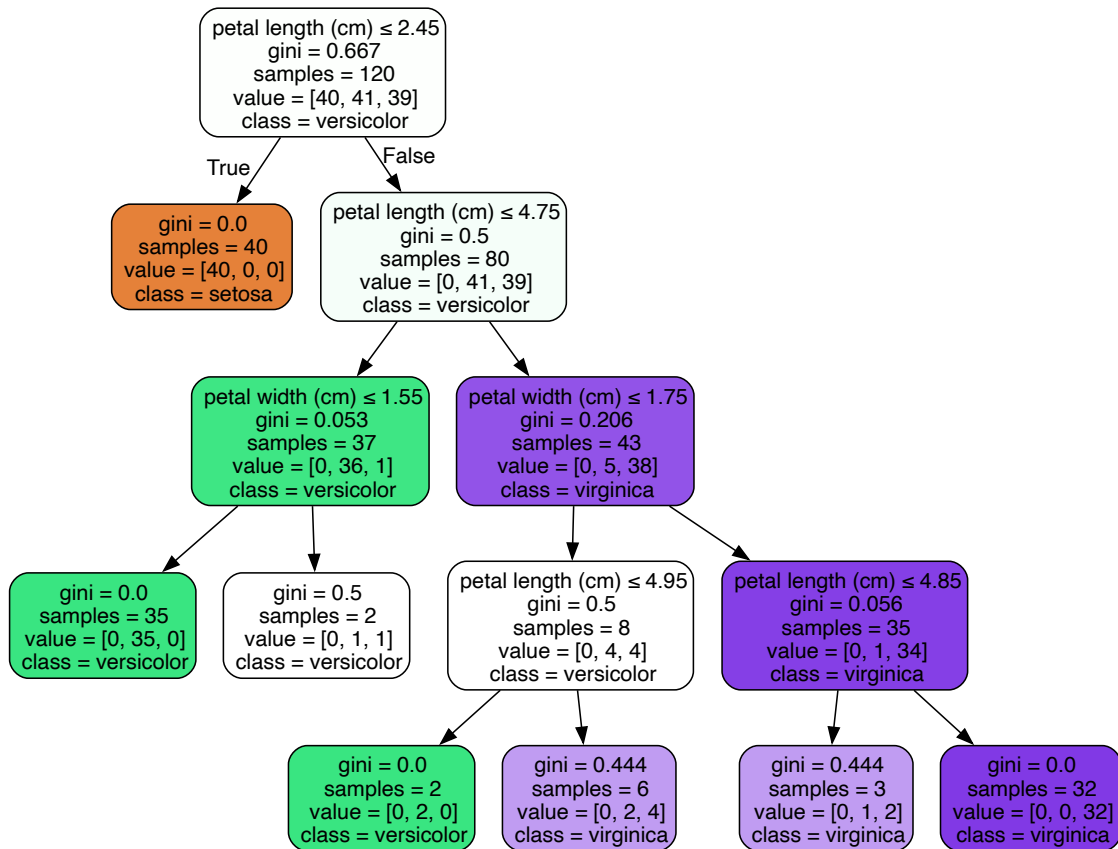 petal length (cm) ≤ 2.45
gini = 0.667
samples = 120
value = [40, 41, 39]
class = versicolor
True
False
gini = 0.0
samples = 40
value = [40, 0, 0]
class = setosa
petal length (cm) ≤ 4.75
gini = 0.5
samples = 80
value = [0, 41, 39]
class = versicolor
petal width (cm) ≤ 1.55
gini = 0.053
samples = 37
value = [0, 36, 1]
class = versicolor
petal width (cm) ≤ 1.75
gini = 0.206
samples = 43
value = [0, 5, 38]
class = virginica
gini = 0.0
samples = 35
value = [0, 35, 0]
class = versicolor
gini = 0.5
samples = 2
value = [0, 1, 1]
class = versicolor
petal length (cm) ≤ 4.95
gini = 0.5
samples = 8
value = [0, 4, 4]
class = versicolor
petal length (cm) ≤ 4.85
gini = 0.056
samples = 35
value = [0, 1, 34]
class = virginica
gini = 0.0
samples = 2
value = [0, 2, 0]
class = versicolor
gini = 0.444
samples = 6
value = [0, 2, 4]
class = virginica
gini = 0.444
samples = 3
value = [0, 1, 2]
class = virginica
gini = 0.0
samples = 32
value = [0, 0, 32]
class = virginica